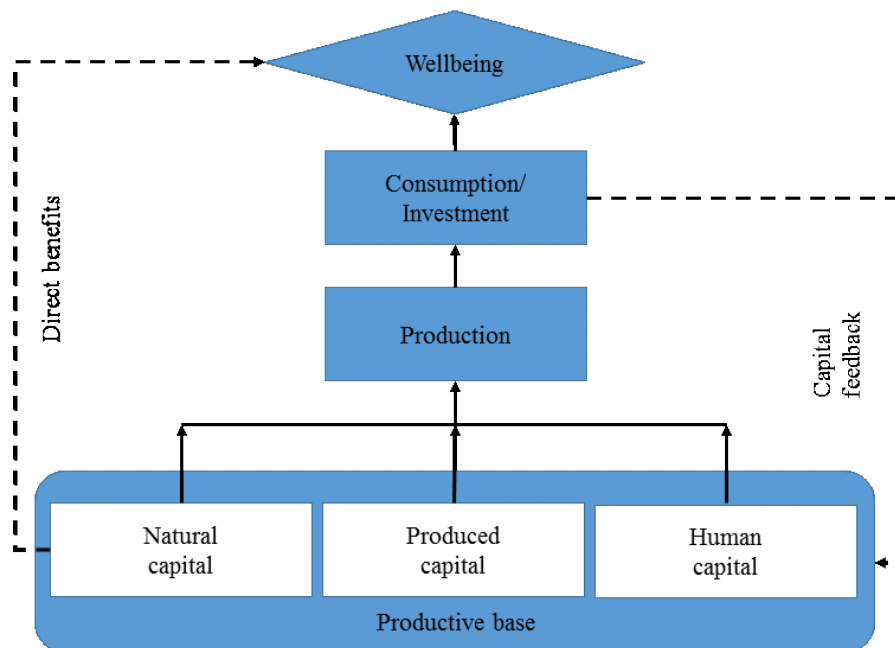 Wellbeing
Consumption/
Investment
Direct benefits
Production
Capital
feedback
Natural
capital
Produced
capital
Human
capital
Productive base